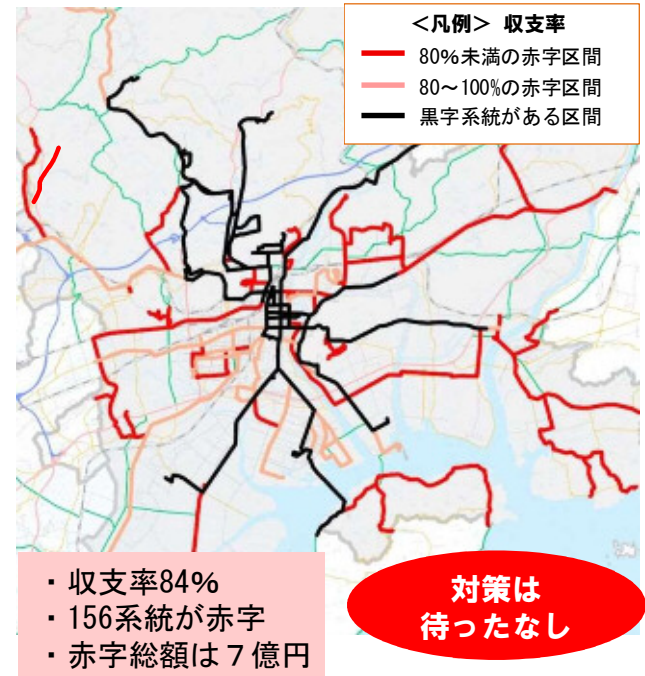 <凡例> 収支率
80%未満の赤字区間
80～100%の赤字区間
黒字系統がある区間
・収支率84%
・156系統が赤字
・赤字総額は７億円
対策は
待ったなし